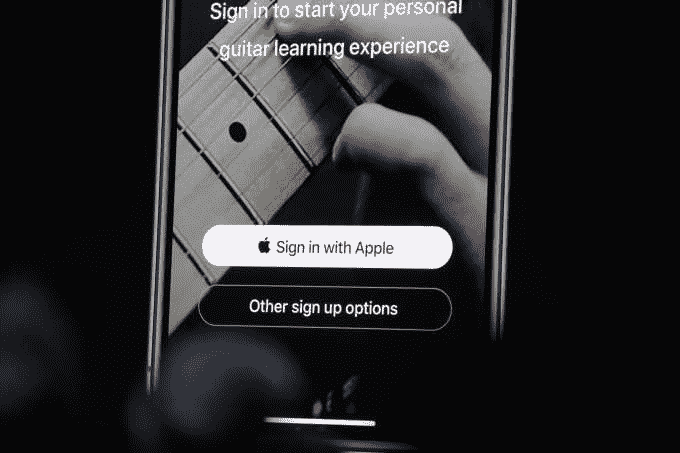 Sign in to start your personal
guitar learning experience
Sign in with Apple
Other sign up options